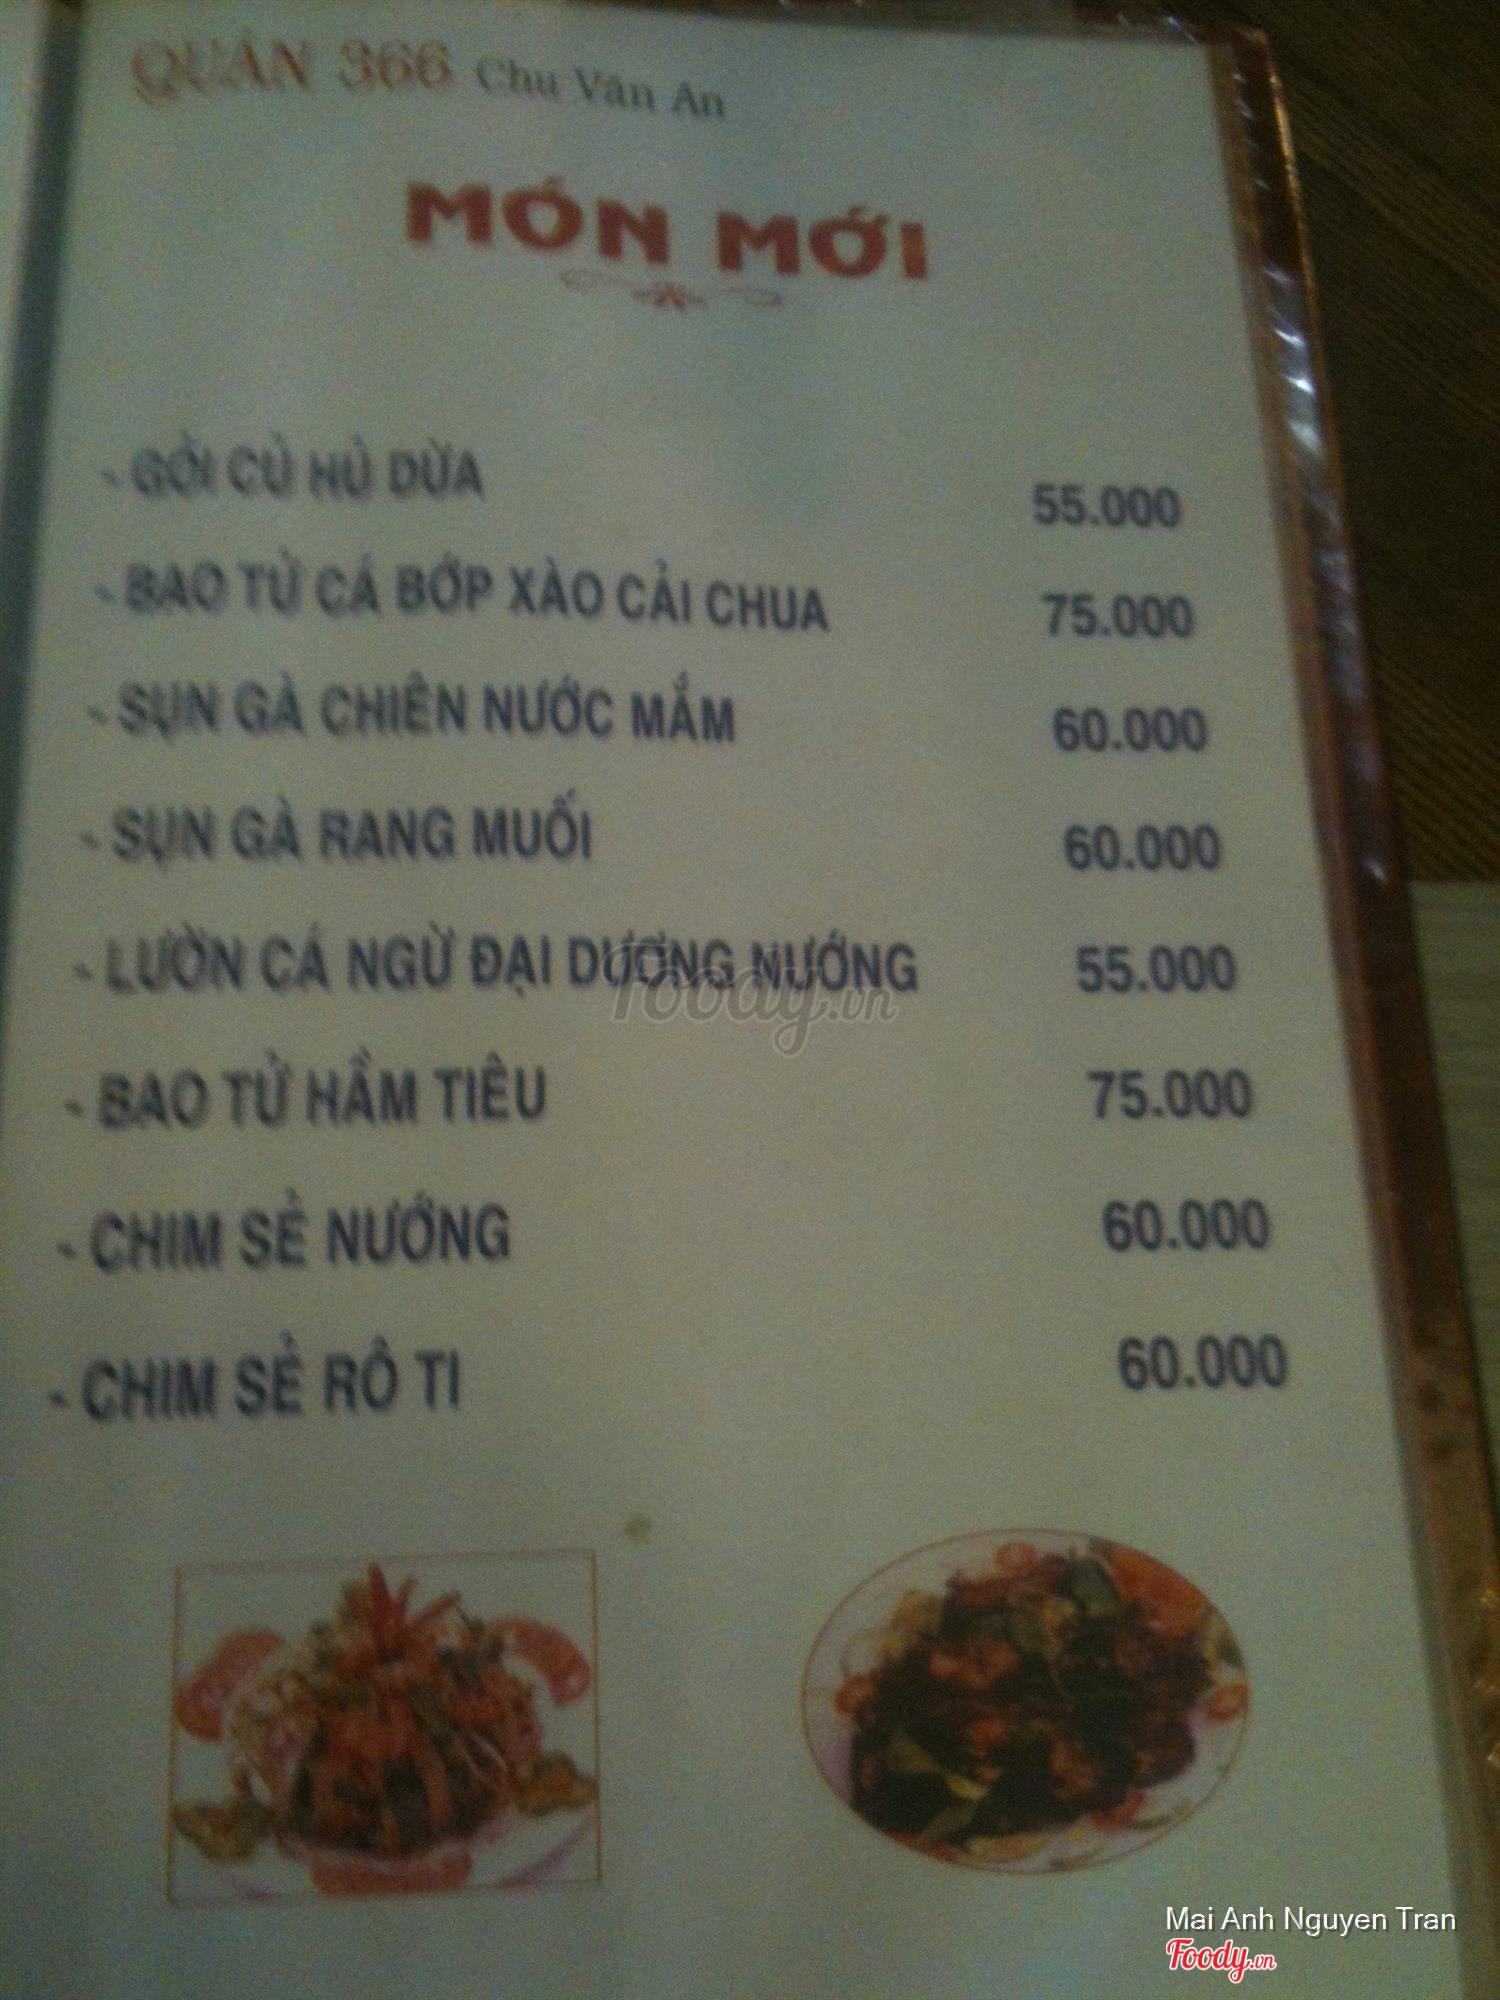 QUÁN 366 Chu Văn An
MÓN MỚI
- GỎI CỦ HỦ DỪA 55.000
- BAO TỬ CÁ BỚP XÀO CẢI CHUA 75.000
- SỤN GÀ CHIÊN NƯỚC MẮM 60.000
- SỤN GÀ RANG MUỐI 60.000
- LƯỜN CÁ NGỪ ĐẠI DƯƠNG NƯỚNG 55.000
Foody.vn
- BAO TỬ HẦM TIÊU 75.000
- CHIM SẺ NƯỚNG 60.000
- CHIM SẺ RÔ TI 60.000
Mai Anh Nguyen Tran
Foody.vn